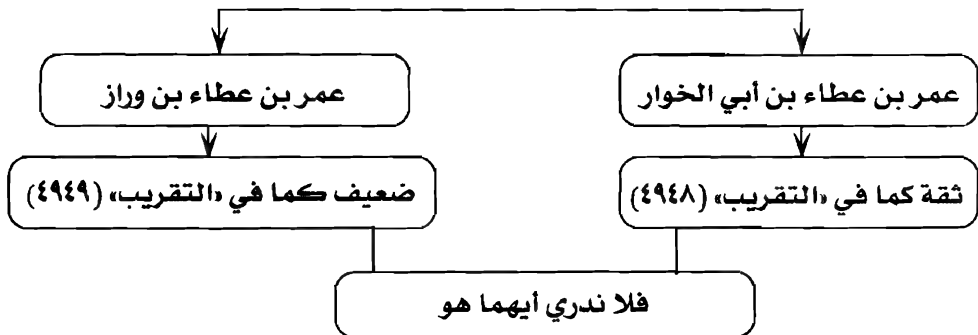 عمر بن عطاء بن أبي الخوار
عمر بن عطاء بن وراز
ثقة كما في «التقريب» (٤٩٤٨)
ضعيف كما في «التقريب» (٤٩٤٩)
فلا ندري أيهما هو